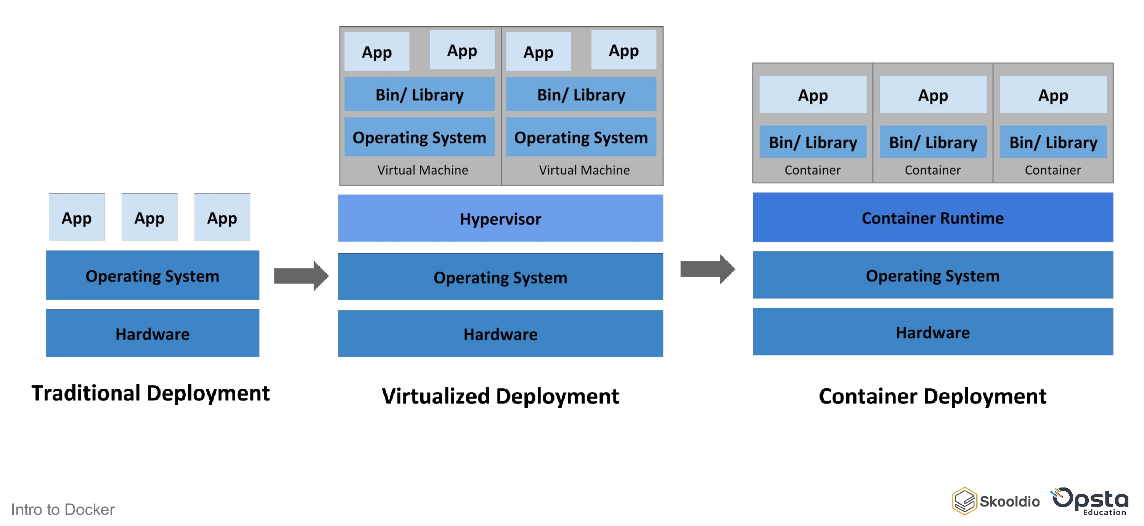 App
App
App
Operating System
Hardware
Traditional Deployment
App
App
App
App
Bin/ Library
Bin/ Library
Operating System
Operating System
Virtual Machine
Virtual Machine
Hypervisor
Operating System
Hardware
Virtualized Deployment
App
App
App
Bin/ Library
Bin/ Library
Bin/ Library
Container
Container
Container
Container Runtime
Operating System
Hardware
Container Deployment
Intro to Docker
Skooldio
Opsta
Education